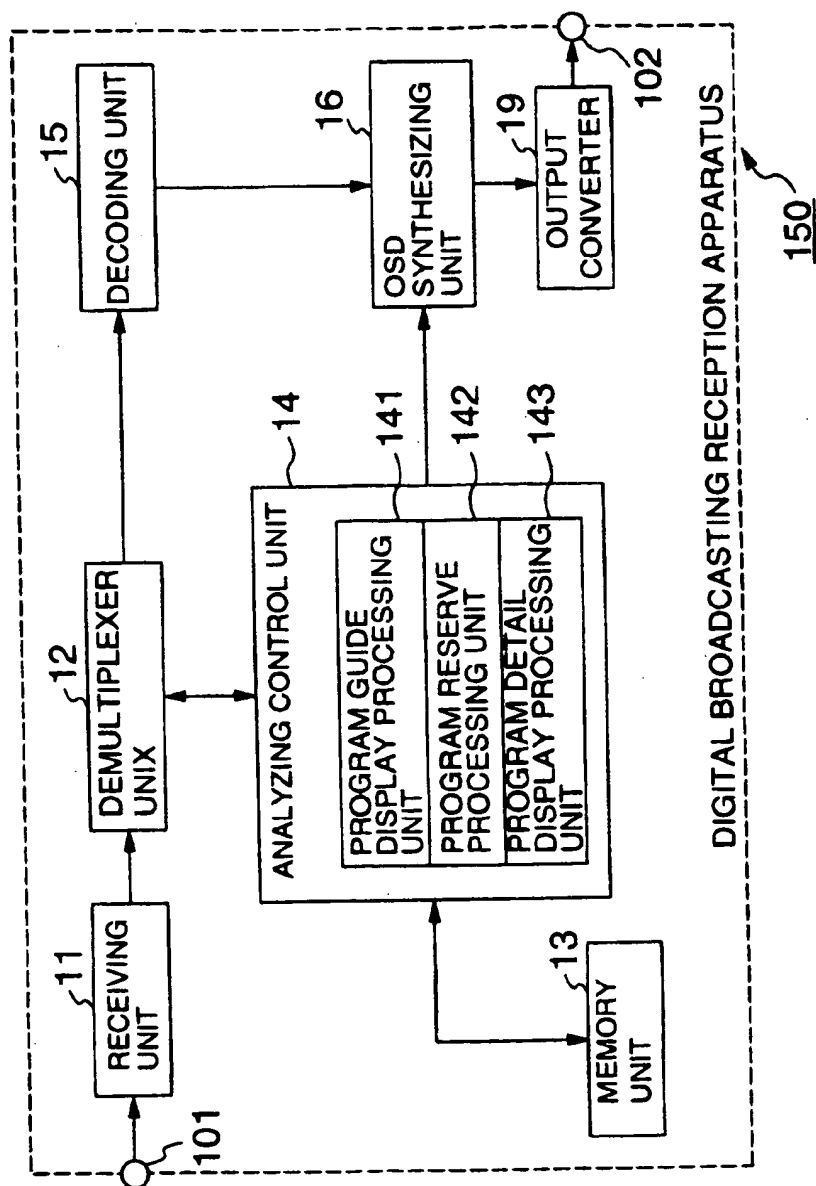 101
11
RECEIVING
UNIT
12
DEMULTIPLEXER
UNIX
15
DECODING UNIT
14
ANALYZING CONTROL UNIT
PROGRAM GUIDE
DISPLAY PROCESSING
UNIT
141
PROGRAM RESERVE
PROCESSING UNIT
142
PROGRAM DETAIL
DISPLAY PROCESSING
UNIT
143
16
OSD
SYNTHESIZING
UNIT
13
MEMORY
UNIT
19
OUTPUT
CONVERTER
102
DIGITAL BROADCASTING RECEPTION APPARATUS
150